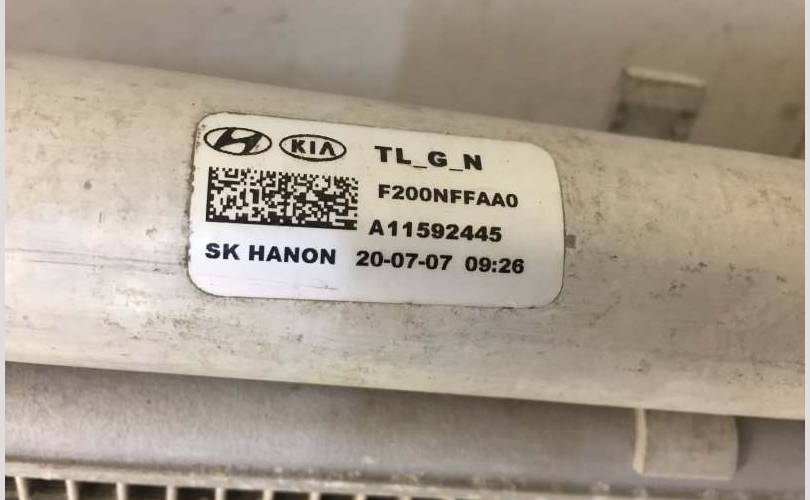 KIA TL_G_N
F200NFFAA0
A11592445
SK HANON 20-07-07 09:26